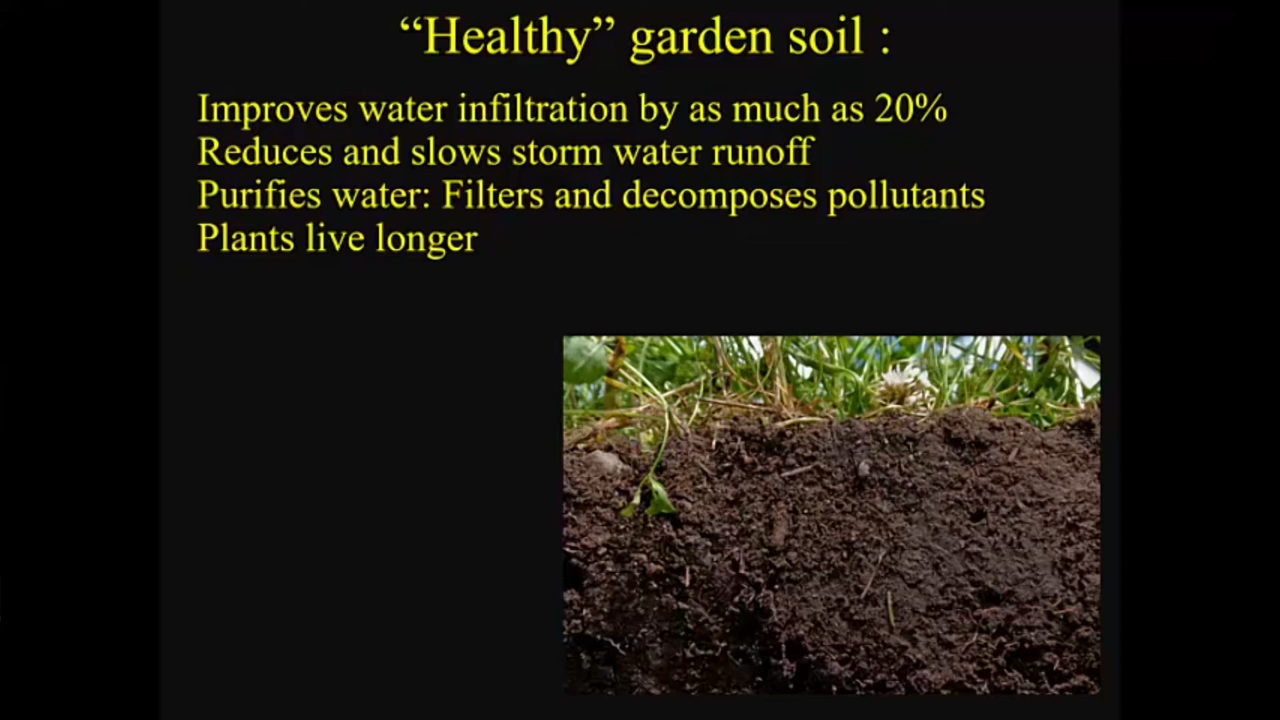 “Healthy” garden soil :
Improves water infiltration by as much as 20%
Reduces and slows storm water runoff
Purifies water: Filters and decomposes pollutants
Plants live longer